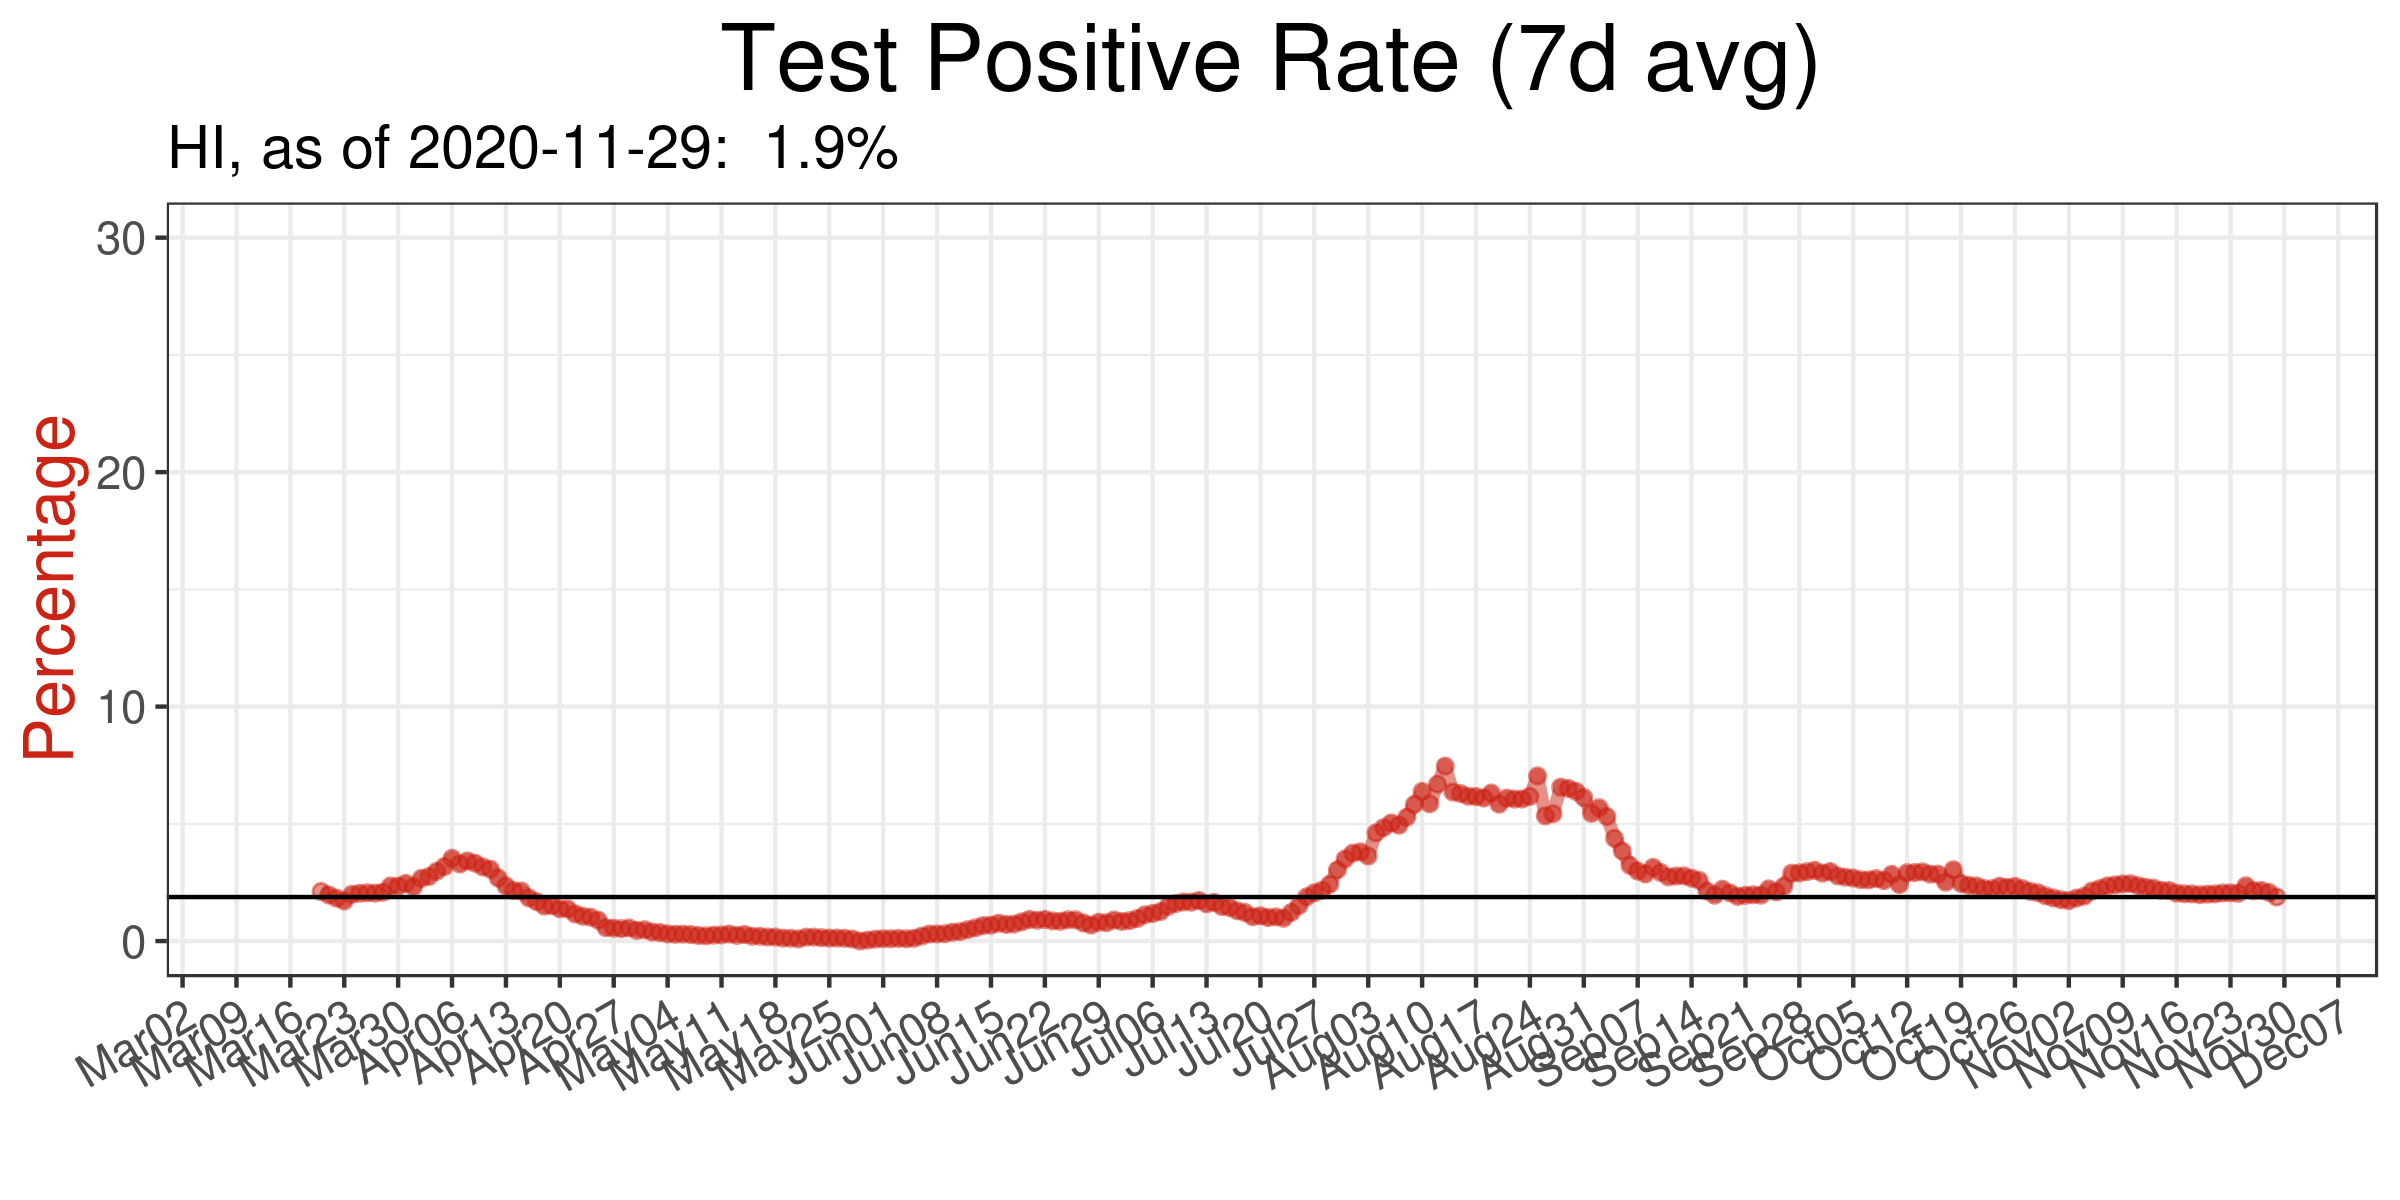 Test Positive Rate (7d avg)
HI, as of 2020-11-29:  1.9%
Percentage
30
20
10
0
Mar02
Mar09
Mar16
Mar23
Mar30
Apr06
Apr13
Apr20
Apr27
May04
May11
May18
May25
Jun01
Jun08
Jun15
Jun22
Jun29
Jul06
Jul13
Jul20
Jul27
Aug03
Aug10
Aug17
Aug24
Aug31
Sep07
Sep14
Sep21
Sep28
Oct05
Oct12
Oct19
Oct26
Nov02
Nov09
Nov16
Nov23
Nov30
Dec07